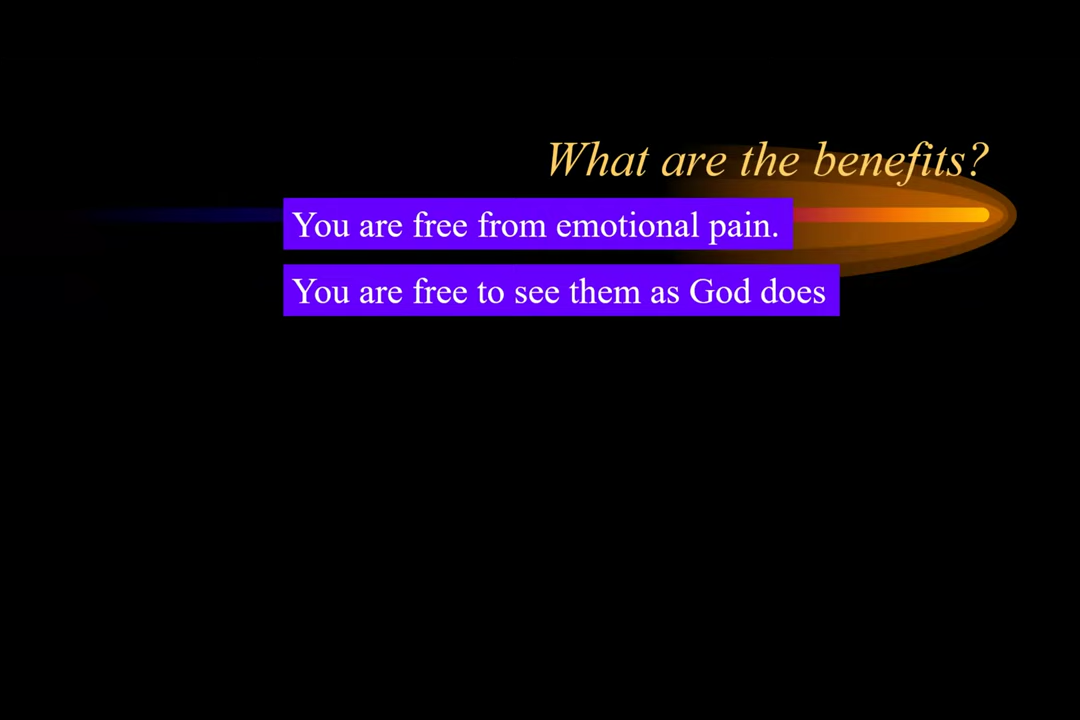 What are the benefits?
You are free from emotional pain.
You are free to see them as God does